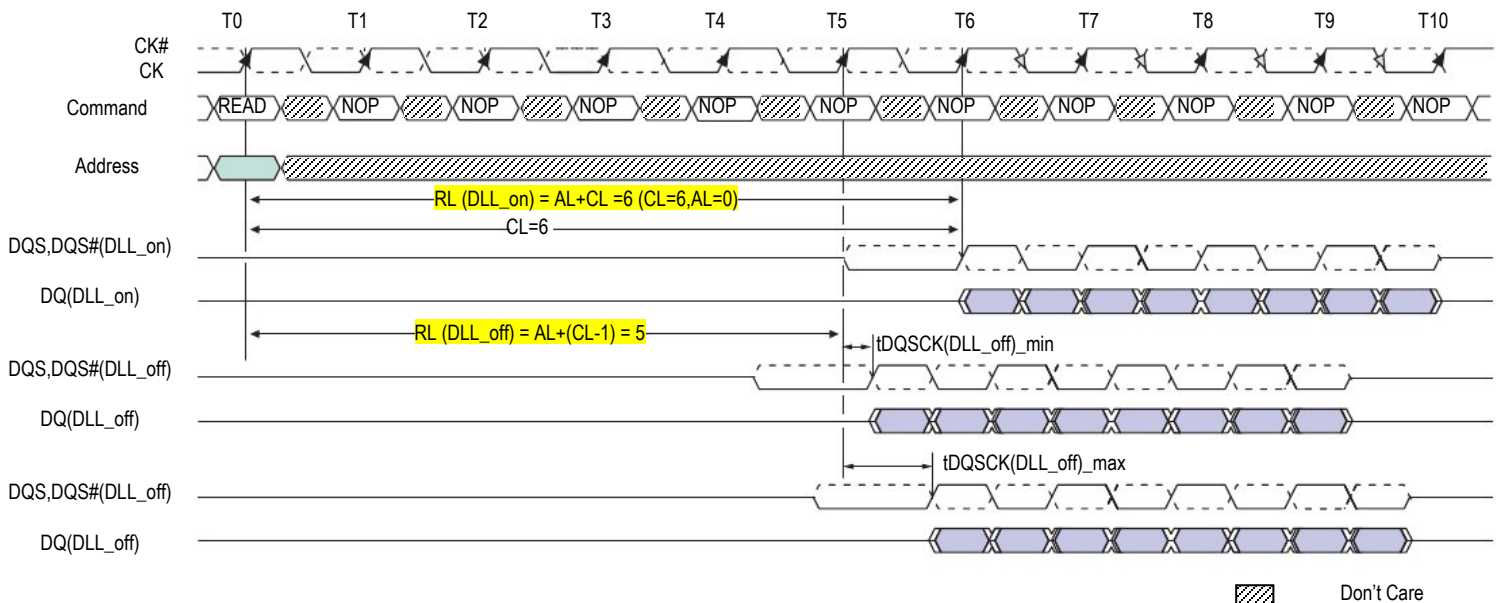 T0 T1 T2 T3 T4 T5 T6 T7 T8 T9 T10
CK#
CK
Command READ NOP NOP NOP NOP NOP NOP NOP NOP NOP NOP
Address
RL (DLL_on) = AL+CL =6 (CL=6,AL=0)
CL=6
DQS,DQS#(DLL_on)
DQ(DLL_on)
RL (DLL_off) = AL+(CL-1) = 5
tDQSCK(DLL_off)_min
DQS,DQS#(DLL_off)
DQ(DLL_off)
tDQSCK(DLL_off)_max
DQS,DQS#(DLL_off)
DQ(DLL_off)
Don't Care